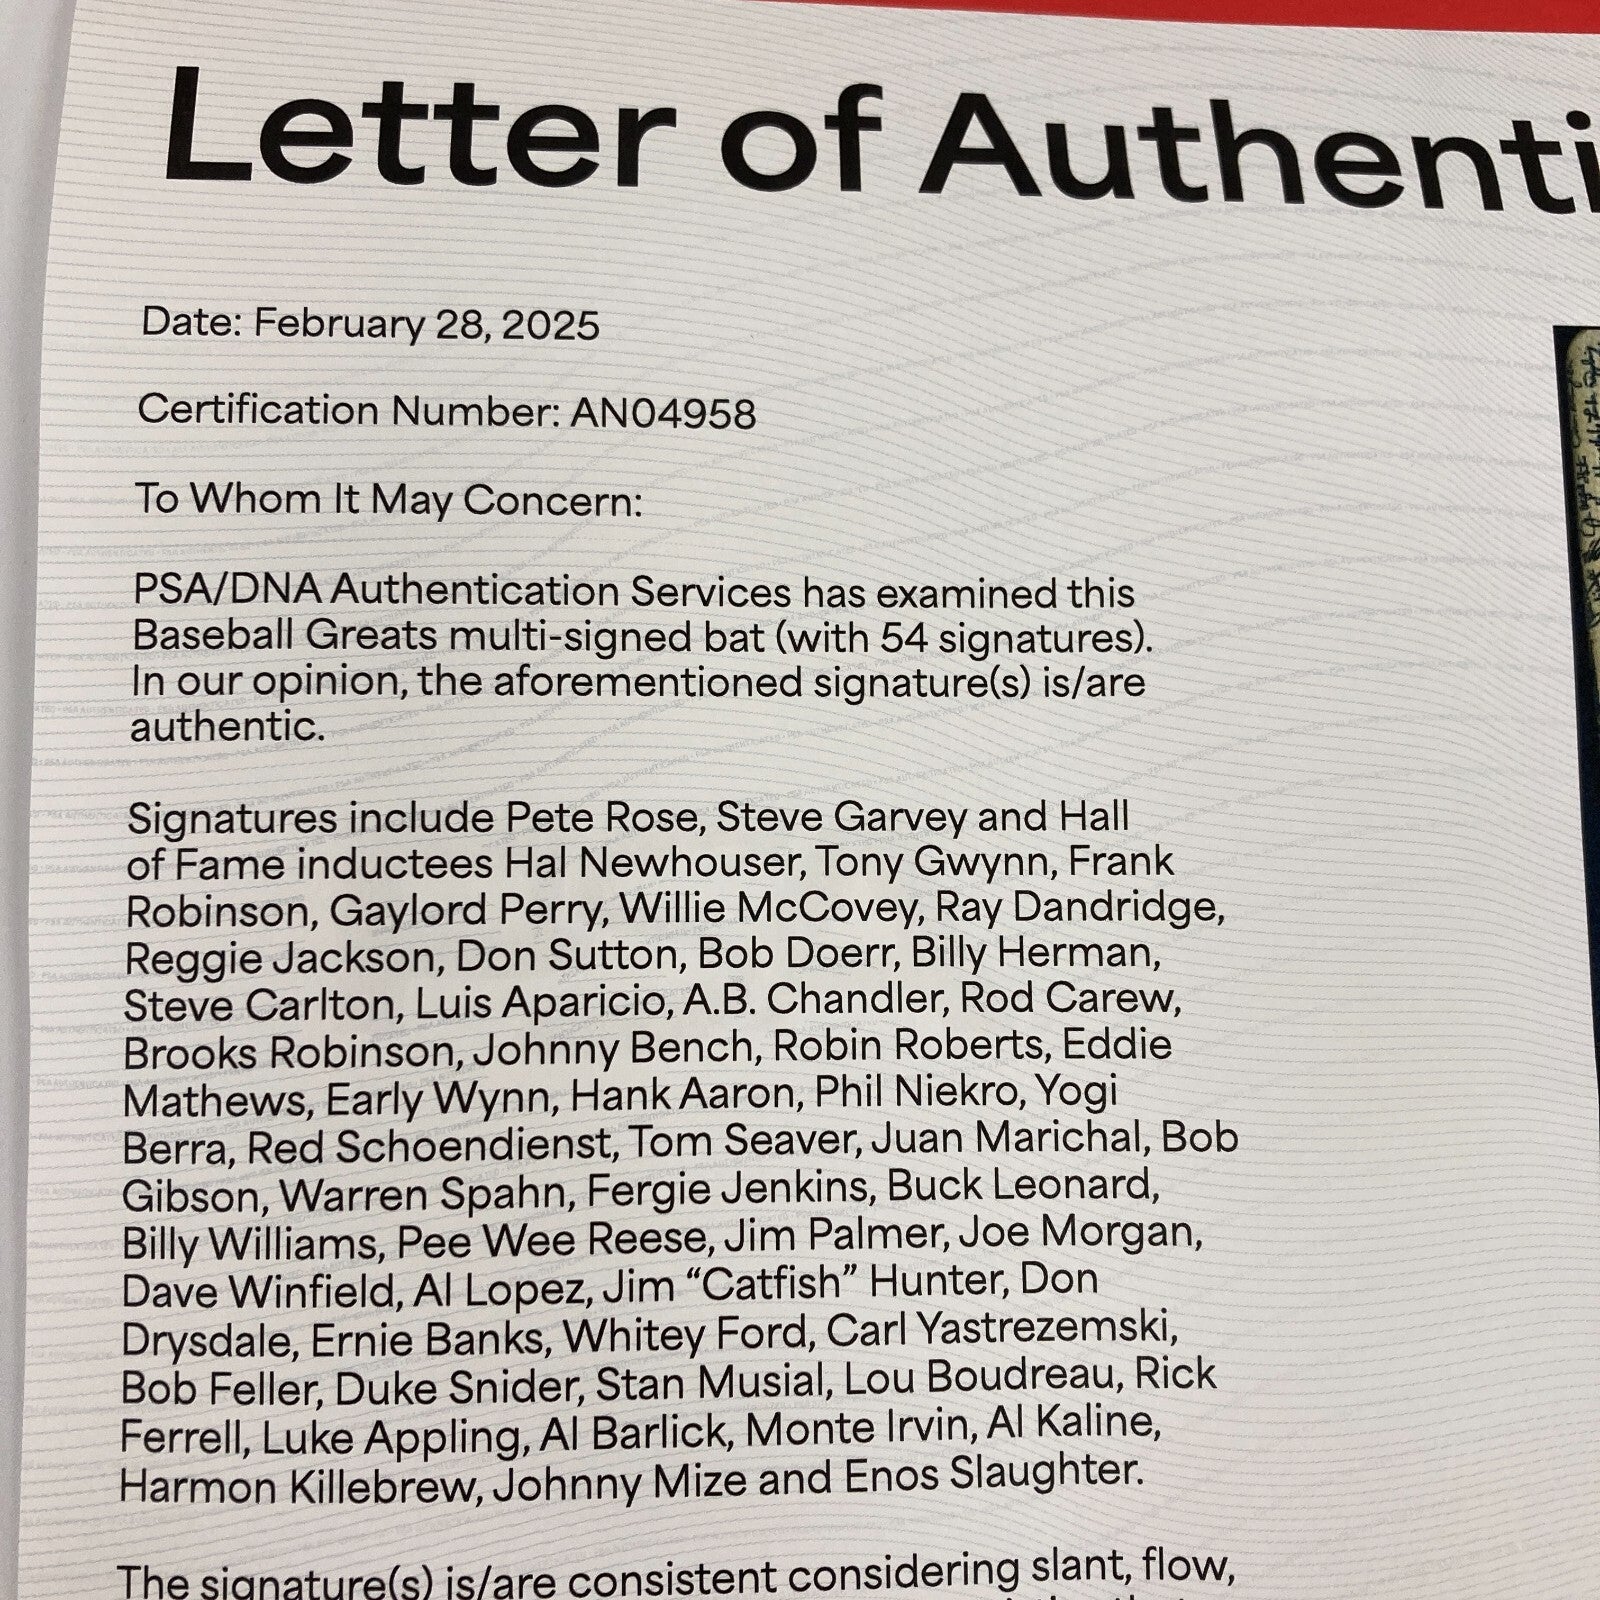 Letter of Authenti
Date: February 28, 2025
Certification Number: AN04958
To Whom It May Concern:
PSA/DNA Authentication Services has examined this
Baseball Greats multi-signed bat (with 54 signatures).
In our opinion, the aforementioned signature(s) is/are
authentic.
Signatures include Pete Rose, Steve Garvey and Hall
of Fame inductees Hal Newhouser, Tony Gwynn, Frank
Robinson, Gaylord Perry, Willie McCovey, Ray Dandridge,
Reggie Jackson, Don Sutton, Bob Doerr, Billy Herman,
Steve Carlton, Luis Aparicio, A.B. Chandler, Rod Carew,
Brooks Robinson, Johnny Bench, Robin Roberts, Eddie
Mathews, Early Wynn, Hank Aaron, Phil Niekro, Yogi
Berra, Red Schoendienst, Tom Seaver, Juan Marichal, Bob
Gibson, Warren Spahn, Fergie Jenkins, Buck Leonard,
Billy Williams, Pee Wee Reese, Jim Palmer, Joe Morgan,
Dave Winfield, Al Lopez, Jim “Catfish” Hunter, Don
Drysdale, Ernie Banks, Whitey Ford, Carl Yastrezemski,
Bob Feller, Duke Snider, Stan Musial, Lou Boudreau, Rick
Ferrell, Luke Appling, Al Barlick, Monte Irvin, Al Kaline,
Harmon Killebrew, Johnny Mize and Enos Slaughter.
The signature(s) is/are consistent considering slant, flow,